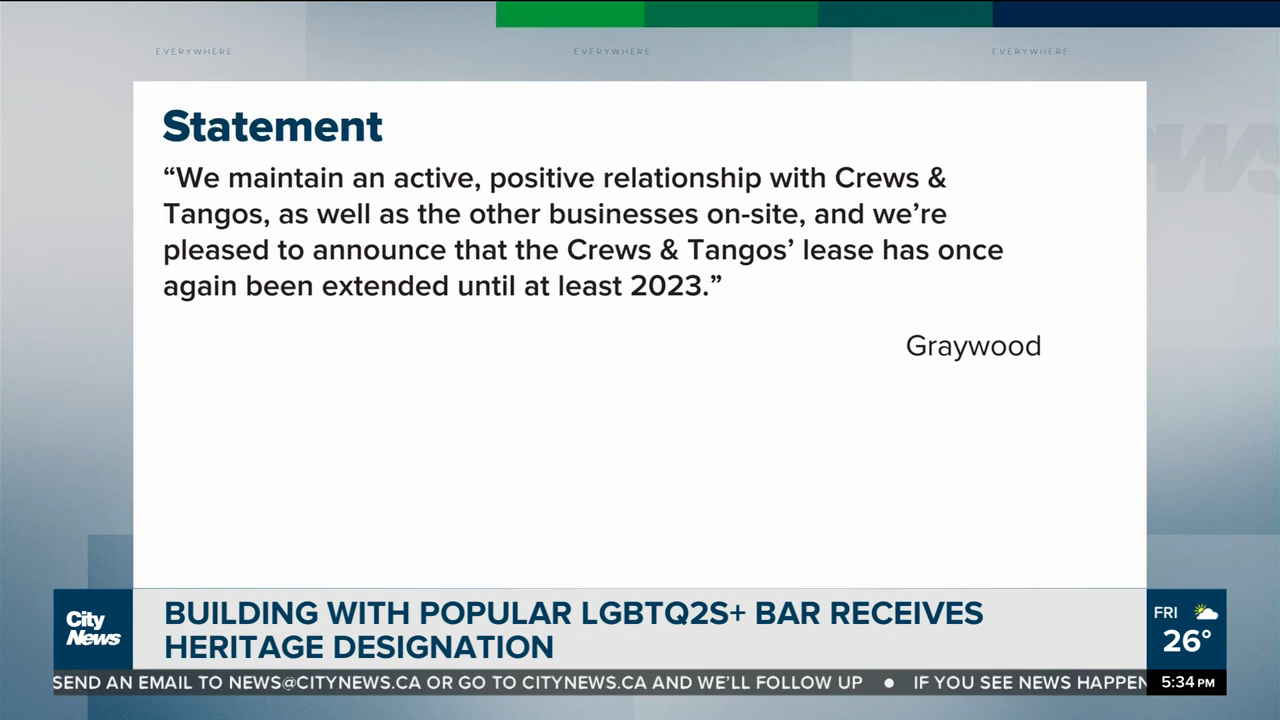 EVERYWHERE EVERYWHERE EVERYWHERE
Statement
“We maintain an active, positive relationship with Crews &
Tangos, as well as the other businesses on-site, and we’re
pleased to announce that the Crews & Tangos’ lease has once
again been extended until at least 2023.”
Graywood
City
News
BUILDING WITH POPULAR LGBTQ2S+ BAR RECEIVES
HERITAGE DESIGNATION
FRI
26°
SEND AN EMAIL TO NEWS@CITYNEWS.CA OR GO TO CITYNEWS.CA AND WE’LL FOLLOW UP ● IF YOU SEE NEWS HAPPEN
5:34 PM